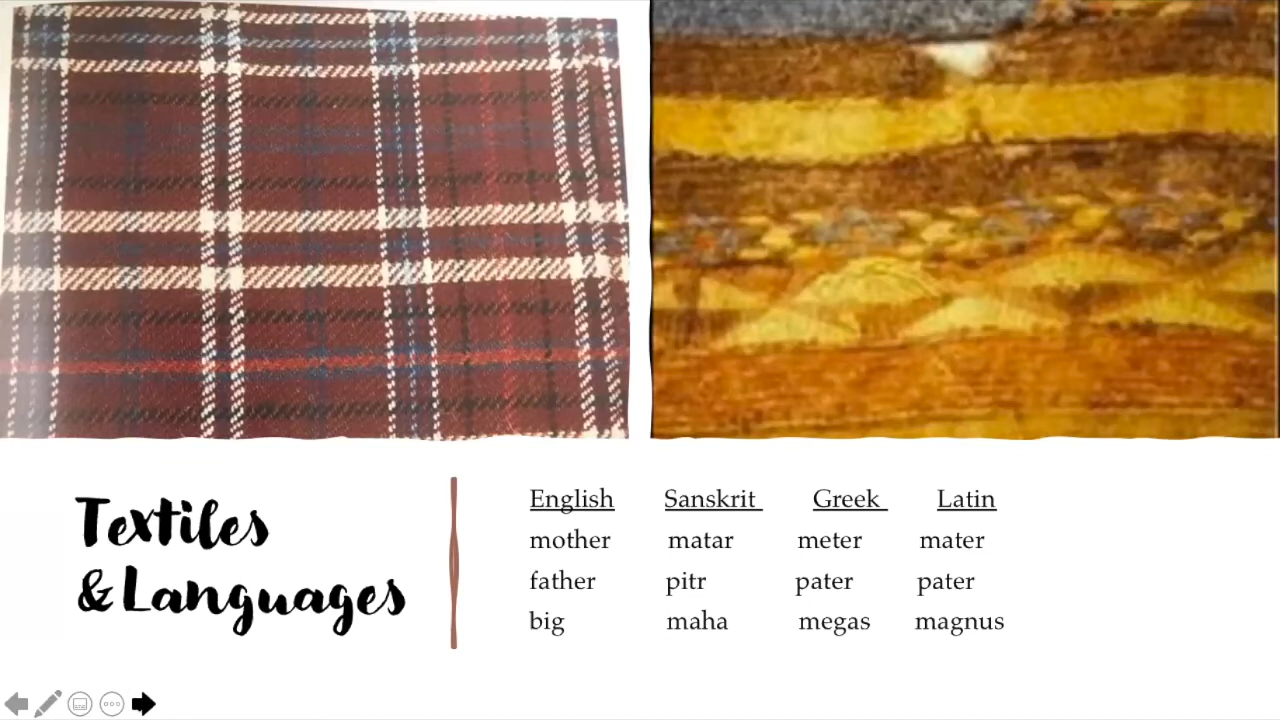 Textiles
& Languages
English Sanskrit Greek Latin
mother matar meter mater
father pitr pater pater
big maha megas magnus